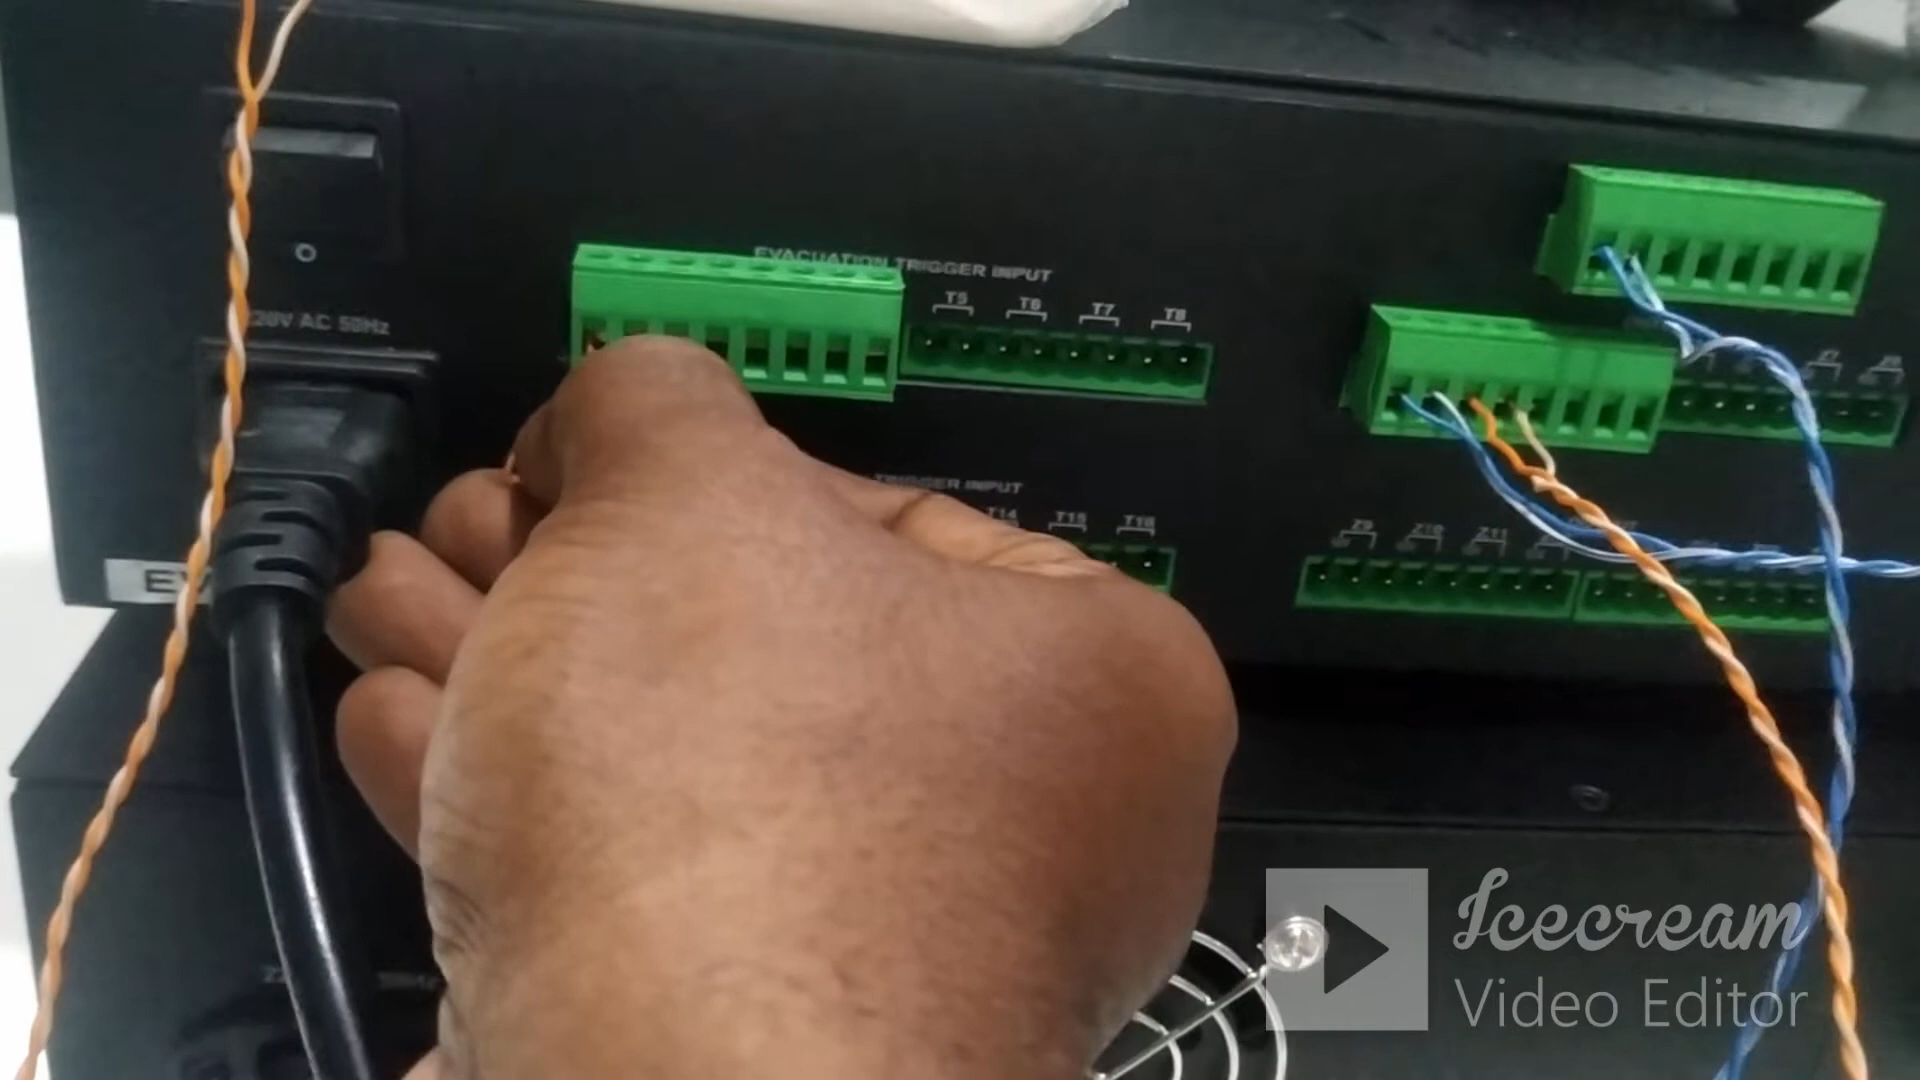 EVACUATION TRIGGER INPUT
T5 T6 T7 T8
220V AC 50Hz
TRIGGER INPUT
T14 T15 T16
Z9 Z10 Z11
Icecream
Video Editor